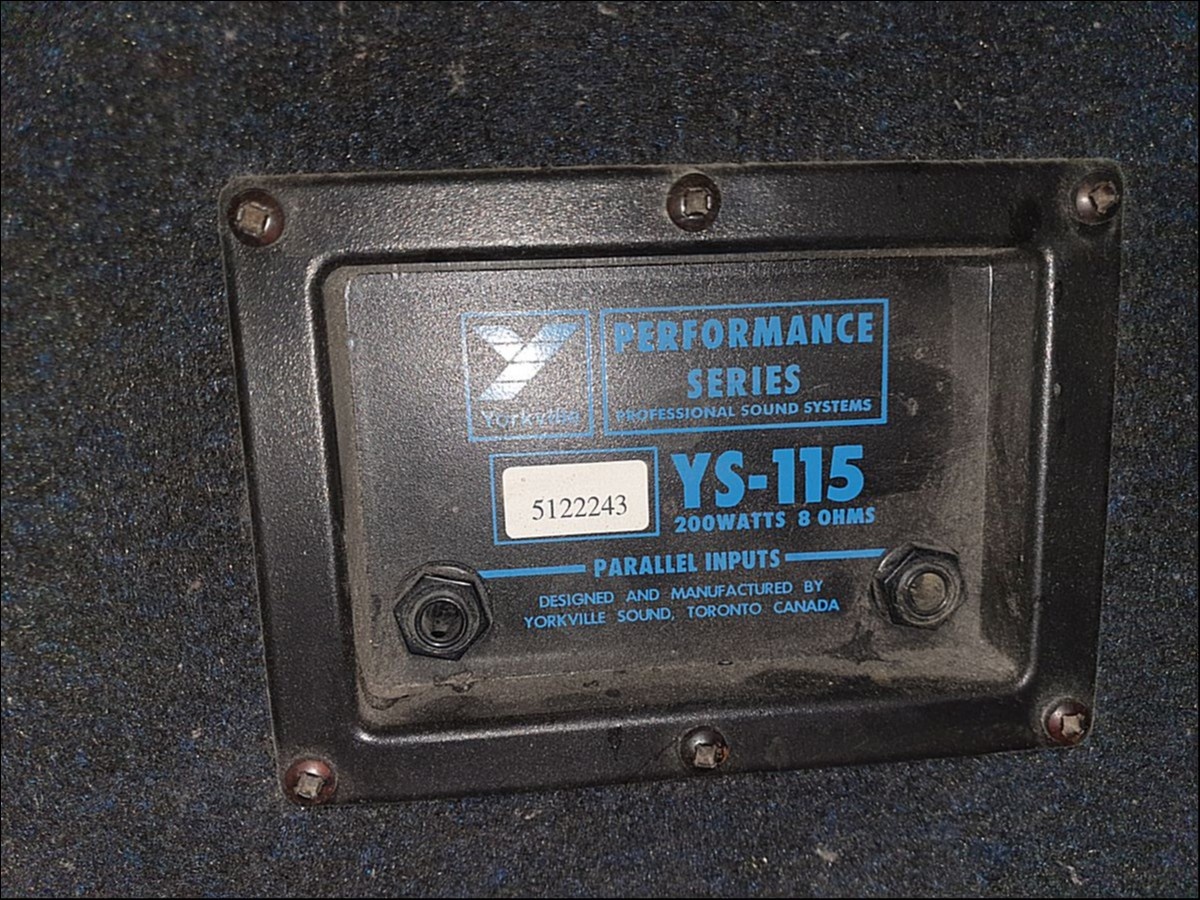 PERFORMANCE
SERIES
PROFESSIONAL SOUND SYSTEMS
Yorkville
5122243
YS-115
200WATTS 8 OHMS
PARALLEL INPUTS
DESIGNED AND MANUFACTURED BY
YORKVILLE SOUND, TORONTO CANADA